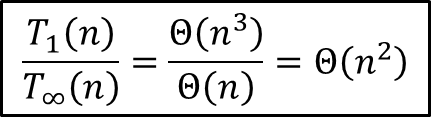 T₁(n) / T∞(n) = Θ(n³) / Θ(n) = Θ(n²)